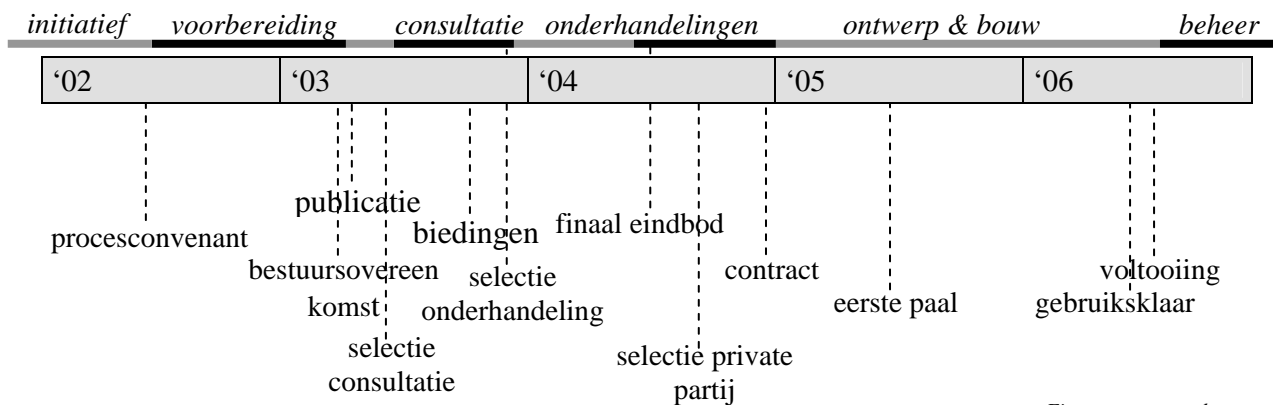 initiatief voorbereiding consultatie onderhandelingen ontwerp & bouw beheer
‘02 ‘03 ‘04 ‘05 ‘06
publicatie
procesconvenant
biedingen
finaal eindbod
bestuursovereen
komst
selectie
onderhandeling
contract
eerste paal
voltooiing
gebruiksklaar
selectie
consultatie
selectie private
partij